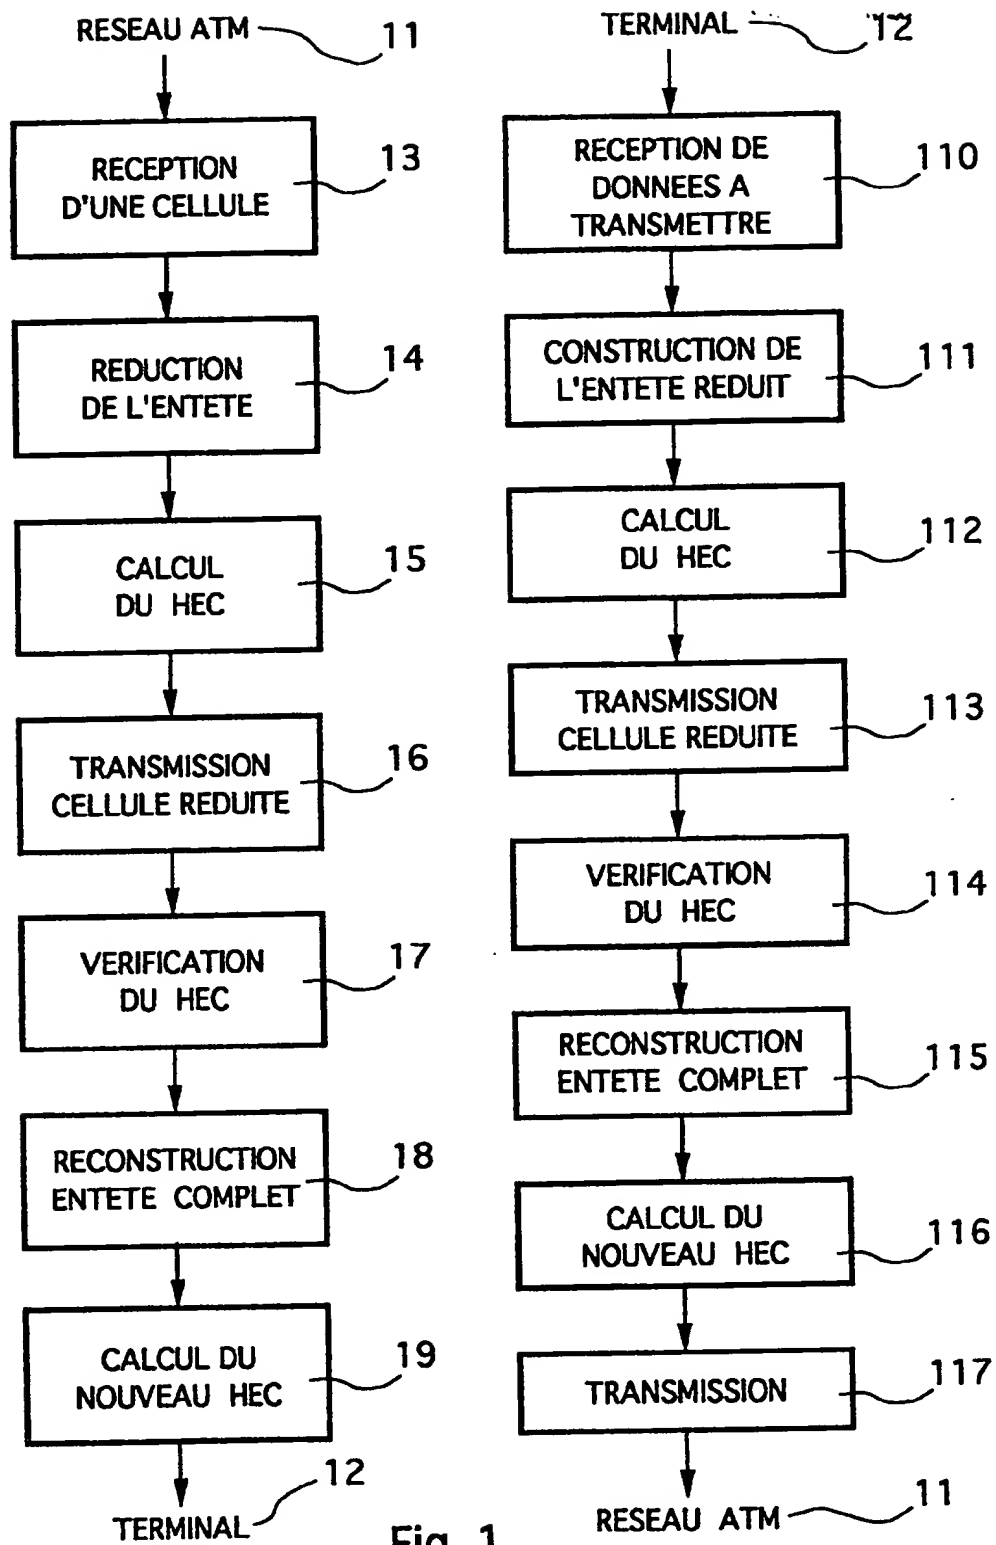 RESEAU ATM
11
RECEPTION
D'UNE CELLULE
13
REDUCTION
DE L'ENTETE
14
CALCUL
DU HEC
15
TRANSMISSION
CELLULE REDUITE
16
VERIFICATION
DU HEC
17
RECONSTRUCTION
ENTETE COMPLET
18
CALCUL DU
NOUVEAU HEC
19
TERMINAL
12
TERMINAL
12
RECEPTION DE
DONNEES A
TRANSMETTRE
110
CONSTRUCTION DE
L'ENTETE REDUIT
111
CALCUL
DU HEC
112
TRANSMISSION
CELLULE REDUITE
113
VERIFICATION
DU HEC
114
RECONSTRUCTION
ENTETE COMPLET
115
CALCUL DU
NOUVEAU HEC
116
TRANSMISSION
117
RESEAU ATM
11
Fig. 1